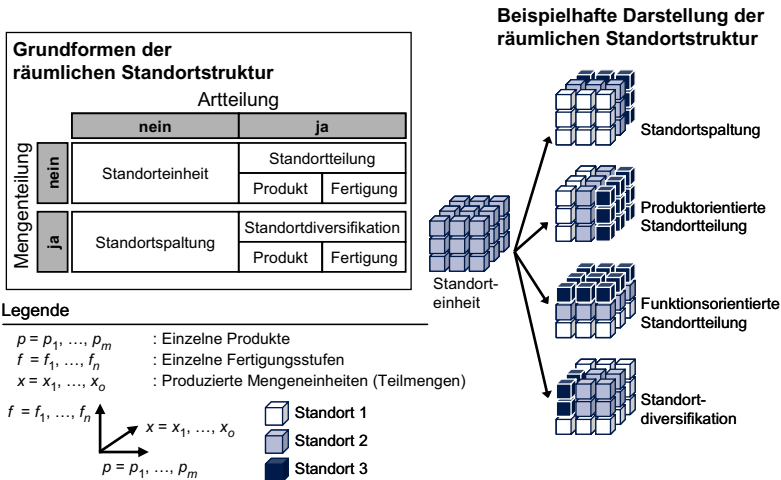 Beispielhafte Darstellung der
räumlichen Standortstruktur
Grundformen der
räumlichen Standortstruktur
Artteilung
nein
ja
Mengenteilung
nein
Standorteinheit
Standortteilung
Produkt
Fertigung
ja
Standortspaltung
Standortdiversifikation
Produkt
Fertigung
Standort-
einheit
Standortspaltung
Produktorientierte
Standortteilung
Funktionsorientierte
Standortteilung
Standort-
diversifikation
Legende
p = p1, …, pm : Einzelne Produkte
f = f1, …, fn : Einzelne Fertigungsstufen
x = x1, …, xo : Produzierte Mengeneinheiten (Teilmengen)
f = f1, …, fn
x = x1, …, xo
p = p1, …, pm
Standort 1
Standort 2
Standort 3